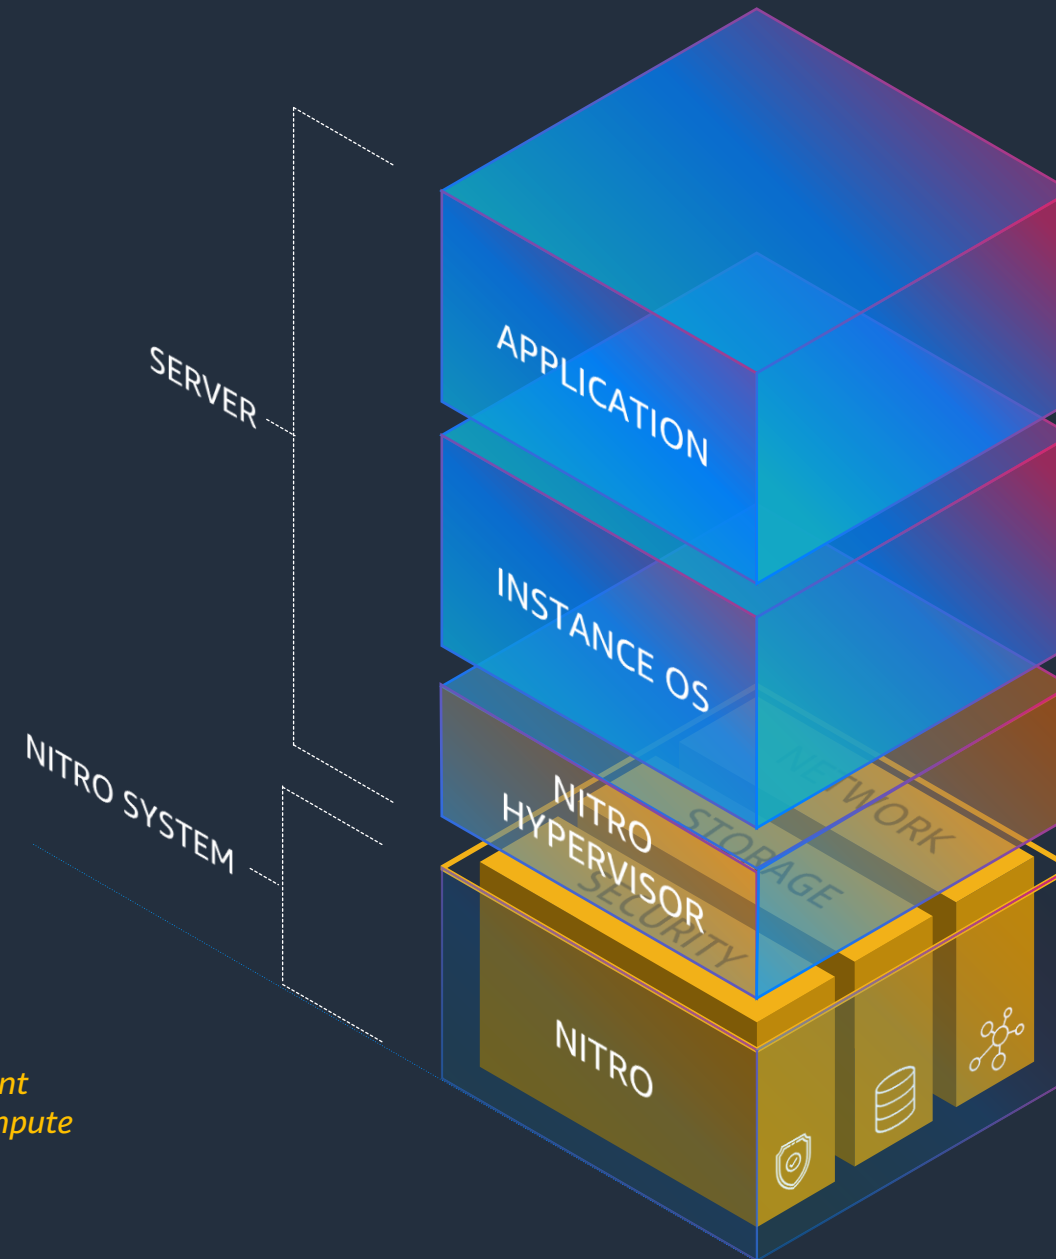 APPLICATION
SERVER
INSTANCE OS
NITRO SYSTEM
NITRO
HYPERVISOR
NETWORK
STORAGE
SECURITY
NITRO
nt
npute